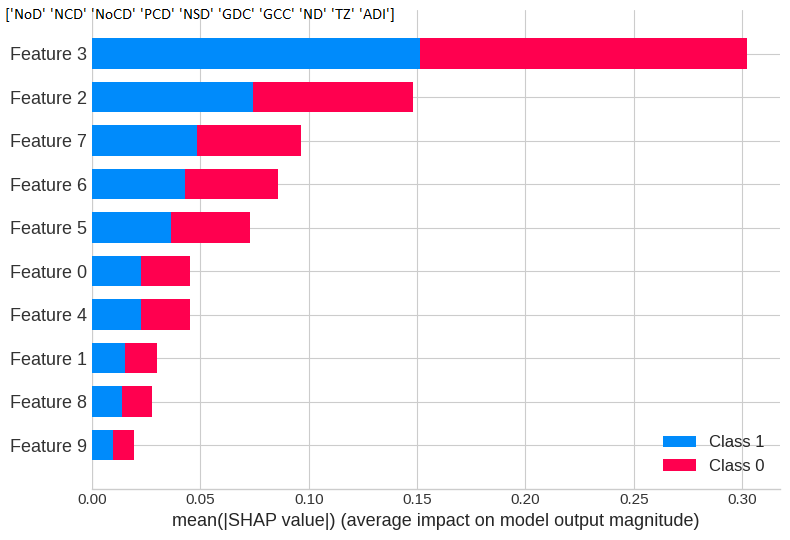 ['NoD' 'NCD' 'NoCD' 'PCD' 'NSD' 'GDC' 'GCC' 'ND' 'TZ' 'ADI']
Feature 3
Feature 2
Feature 7
Feature 6
Feature 5
Feature 0
Feature 4
Feature 1
Feature 8
Feature 9
Class 1
Class 0
0.00 0.05 0.10 0.15 0.20 0.25 0.30
mean(|SHAP value|) (average impact on model output magnitude)